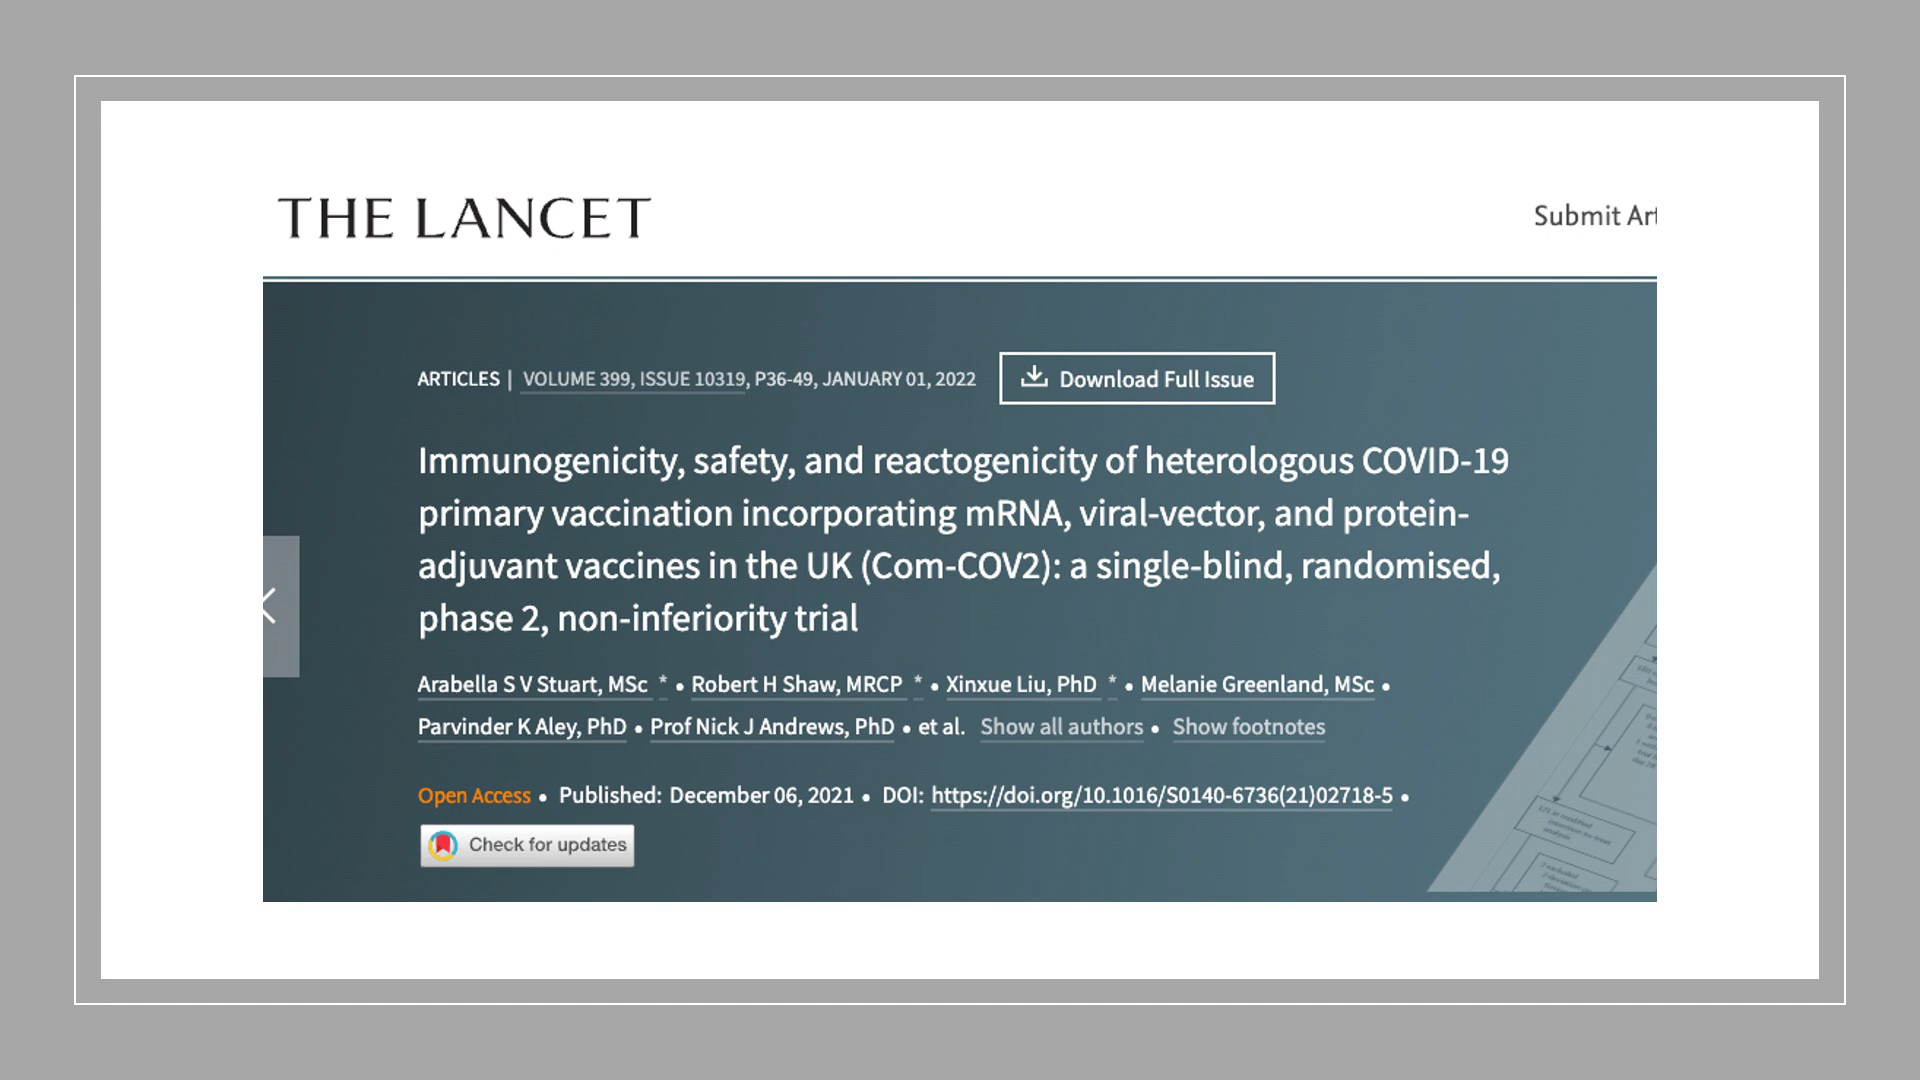 THE LANCET
Submit Art
ARTICLES | VOLUME 399, ISSUE 10319, P36-49, JANUARY 01, 2022
Download Full Issue
Immunogenicity, safety, and reactogenicity of heterologous COVID-19
primary vaccination incorporating mRNA, viral-vector, and protein-
adjuvant vaccines in the UK (Com-COV2): a single-blind, randomised,
phase 2, non-inferiority trial
Arabella S V Stuart, MSc * • Robert H Shaw, MRCP * • Xinxue Liu, PhD * • Melanie Greenland, MSc •
Parvinder K Aley, PhD • Prof Nick J Andrews, PhD • et al. Show all authors • Show footnotes
Open Access • Published: December 06, 2021 • DOI: https://doi.org/10.1016/S0140-6736(21)02718-5 •
Check for updates